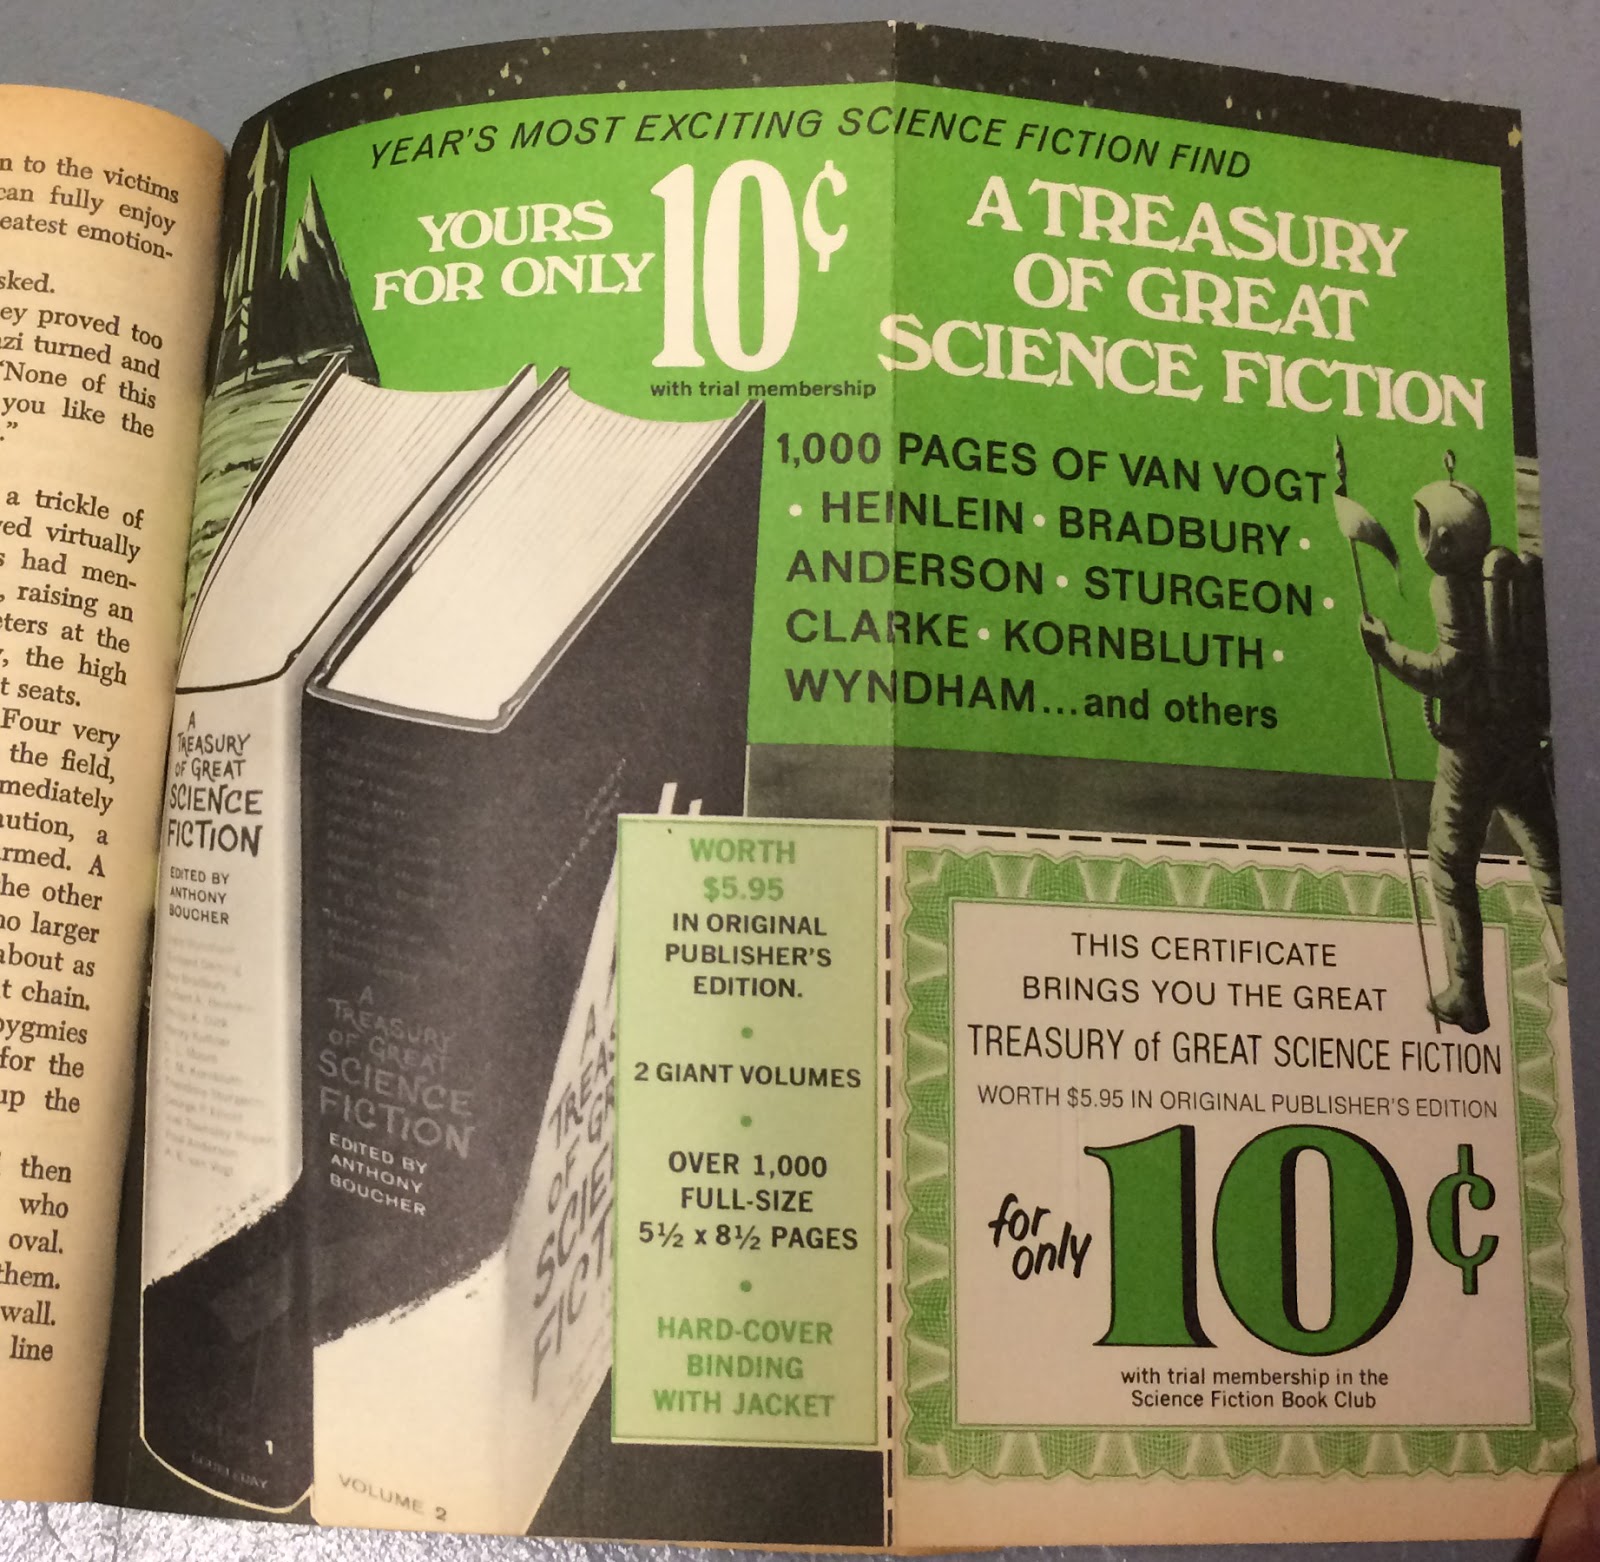 n to the victims
can fully enjoy
eatest emotion-
sked.
ey proved too
zi turned and
"None of this
you like the
."
a trickle of
ved virtually
s had men-
, raising an
eters at the
, the high
t seats.
Four very
the field,
mediately
aution, a
rmed. A
he other
no larger
about as
t chain.
pygmies
for the
up the
then
who
oval.
them.
wall.
line
YEAR'S MOST EXCITING SCIENCE FICTION FIND
YOURS
FOR ONLY
10¢
with trial membership
A TREASURY
OF GREAT
SCIENCE FICTION
1,000 PAGES OF VAN VOGT
• HEINLEIN • BRADBURY •
ANDERSON • STURGEON •
CLARKE • KORNBLUTH •
WYNDHAM...and others
A
TREASURY
OF GREAT
SCIENCE
FICTION
EDITED BY
ANTHONY
BOUCHER
1
A
TREASURY
OF GREAT
SCIENCE
FICTION
EDITED BY
ANTHONY
BOUCHER
VOLUME 2
WORTH
$5.95
IN ORIGINAL
PUBLISHER'S
EDITION.
•
2 GIANT VOLUMES
•
OVER 1,000
FULL-SIZE
5½ x 8½ PAGES
•
HARD-COVER
BINDING
WITH JACKET
THIS CERTIFICATE
BRINGS YOU THE GREAT
TREASURY of GREAT SCIENCE FICTION
WORTH $5.95 IN ORIGINAL PUBLISHER'S EDITION
for
only
10¢
with trial membership in the
Science Fiction Book Club